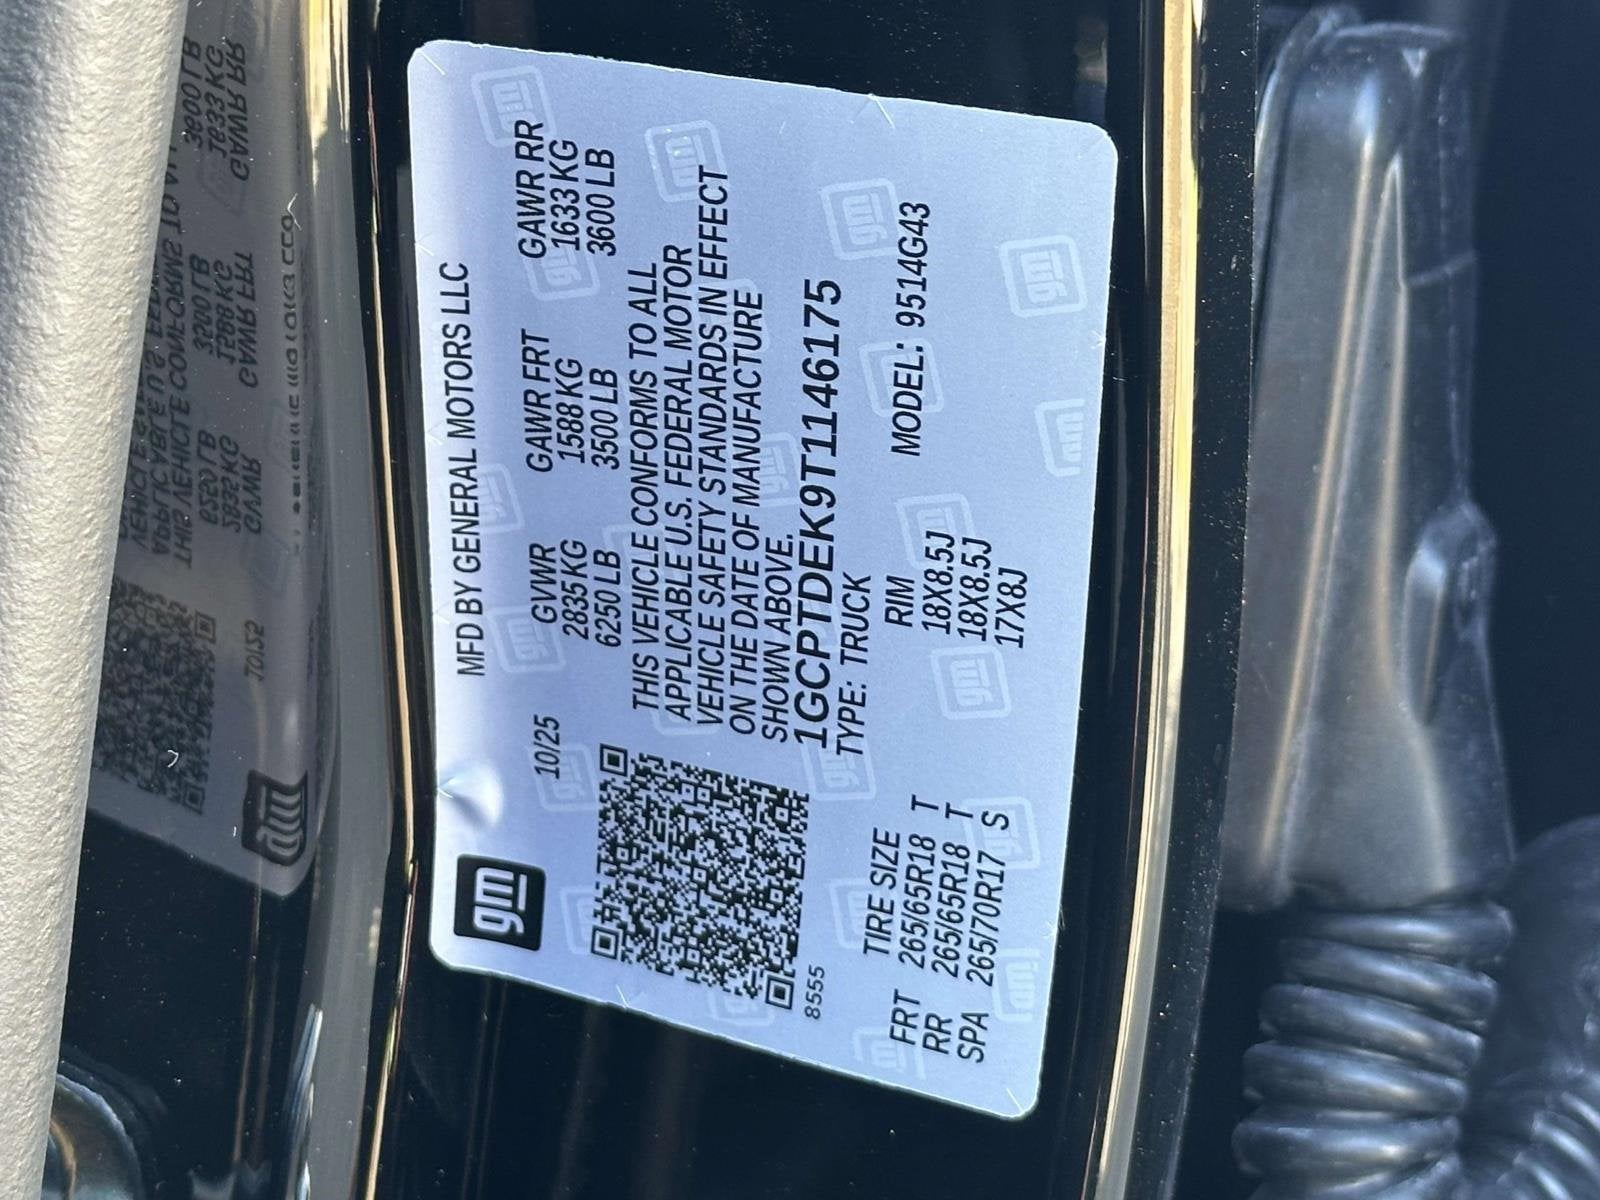 gm
MFD BY GENERAL MOTORS LLC
10/25
GVWR GAWR FRT GAWR RR
2835 KG 1588 KG 1633 KG
6250 LB 3500 LB 3600 LB
THIS VEHICLE CONFORMS TO ALL
APPLICABLE U.S. FEDERAL MOTOR
VEHICLE SAFETY STANDARDS IN EFFECT
ON THE DATE OF MANUFACTURE
SHOWN ABOVE.
1GCPTDEK9T1146175
TYPE: TRUCK
8555
MODEL: 9514G43
TIRE SIZE RIM
FRT 265/65R18 T 18X8.5J
RR 265/65R18 T 18X8.5J
SPA 265/70R17 S 17X8J